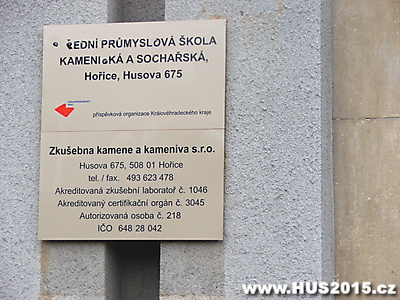 STŘEDNÍ PRŮMYSLOVÁ ŠKOLA
KAMENICKÁ A SOCHAŘSKÁ,
Hořice, Husova 675
příspěvková organizace Královéhradeckého kraje
Zkušebna kamene a kameniva s.r.o.
Husova 675, 508 01 Hořice
tel. / fax. 493 623 478
Akreditovaná zkušební laboratoř č. 1046
Akreditovaný certifikační orgán č. 3045
Autorizovaná osoba č. 218
IČO 648 28 042
www.HUS2015.cz